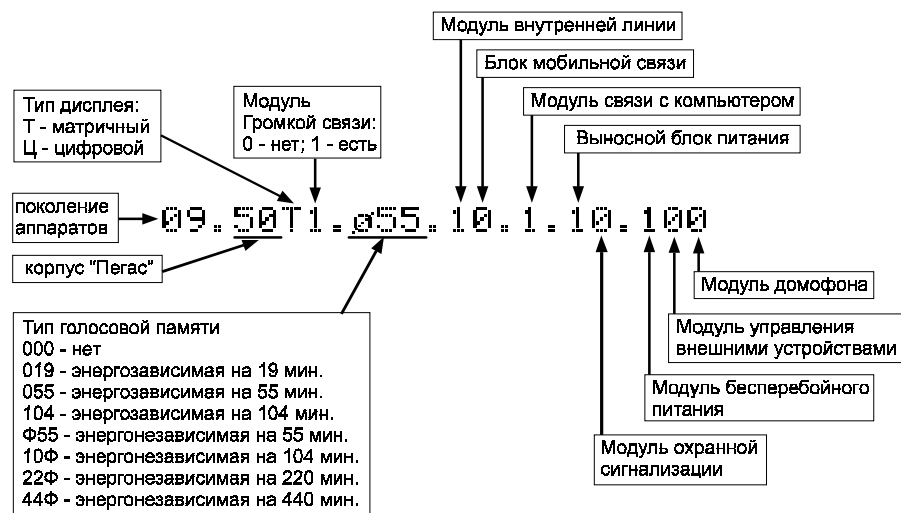 Модуль внутренней линии
Блок мобильной связи
Тип дисплея:
Т - матричный
Ц - цифровой
Модуль
Громкой связи:
0 - нет; 1 - есть
Модуль связи с компьютером
Выносной блок питания
поколение
аппаратов
09.50Т1.ø55.10.1.10.100
корпус "Пегас"
Модуль домофона
Тип голосовой памяти
000 - нет
019 - энергозависимая на 19 мин.
055 - энергозависимая на 55 мин.
104 - энергозависимая на 104 мин.
Ф55 - энергонезависимая на 55 мин.
10Ф - энергонезависимая на 104 мин.
22Ф - энергонезависимая на 220 мин.
44Ф - энергонезависимая на 440 мин.
Модуль управления
внешними устройствами
Модуль бесперебойного
питания
Модуль охранной
сигнализации